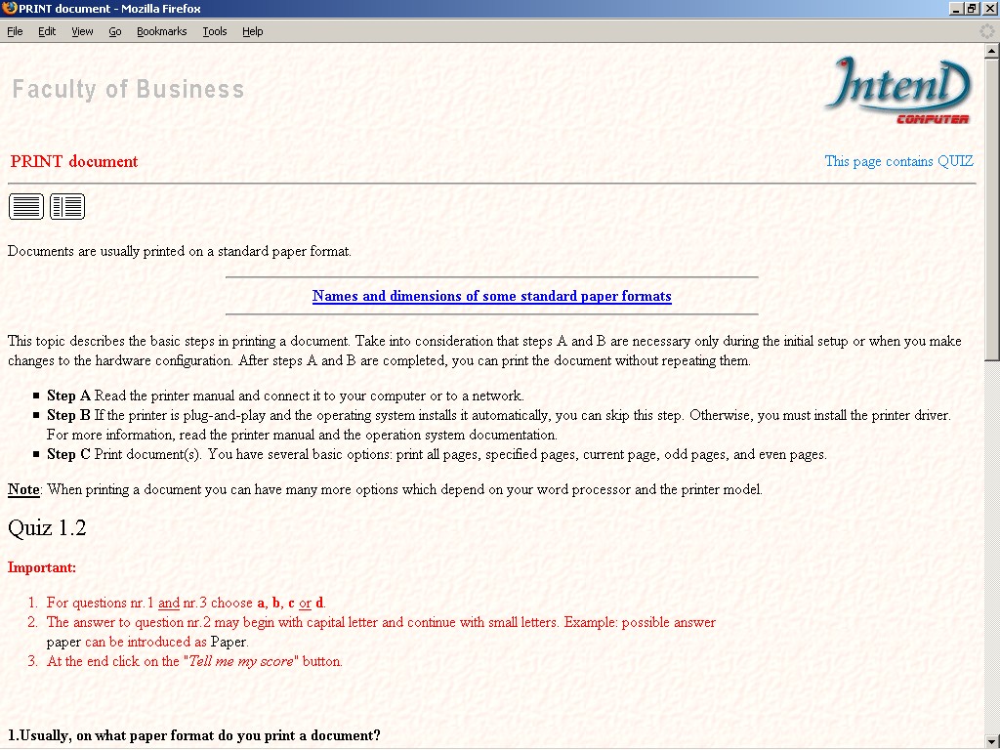 PRINT document - Mozilla Firefox
File Edit View Go Bookmarks Tools Help
Faculty of Business
IntenD
COMPUTER
PRINT document
This page contains QUIZ
Documents are usually printed on a standard paper format.
Names and dimensions of some standard paper formats
This topic describes the basic steps in printing a document. Take into consideration that steps A and B are necessary only during the initial setup or when you make
changes to the hardware configuration. After steps A and B are completed, you can print the document without repeating them.
Step A Read the printer manual and connect it to your computer or to a network.
Step B If the printer is plug-and-play and the operating system installs it automatically, you can skip this step. Otherwise, you must install the printer driver.
For more information, read the printer manual and the operation system documentation.
Step C Print document(s). You have several basic options: print all pages, specified pages, current page, odd pages, and even pages.
Note: When printing a document you can have many more options which depend on your word processor and the printer model.
Quiz 1.2
Important:
1. For questions nr.1 and nr.3 choose a, b, c or d.
2. The answer to question nr.2 may begin with capital letter and continue with small letters. Example: possible answer
paper can be introduced as Paper.
3. At the end click on the "Tell me my score" button.
1.Usually, on what paper format do you print a document?